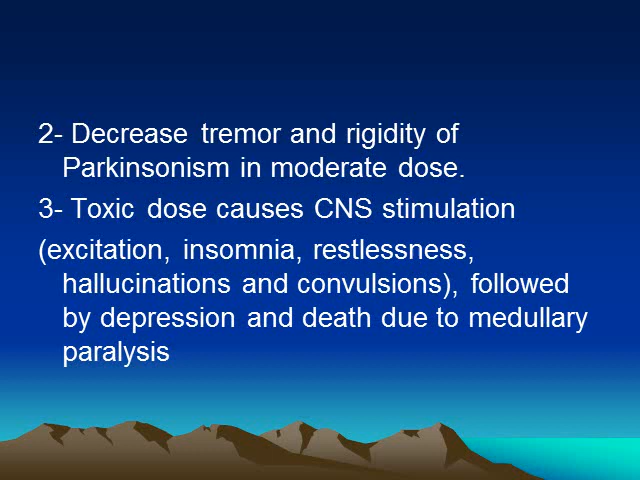 2- Decrease tremor and rigidity of
Parkinsonism in moderate dose.
3- Toxic dose causes CNS stimulation
(excitation, insomnia, restlessness,
hallucinations and convulsions), followed
by depression and death due to medullary
paralysis